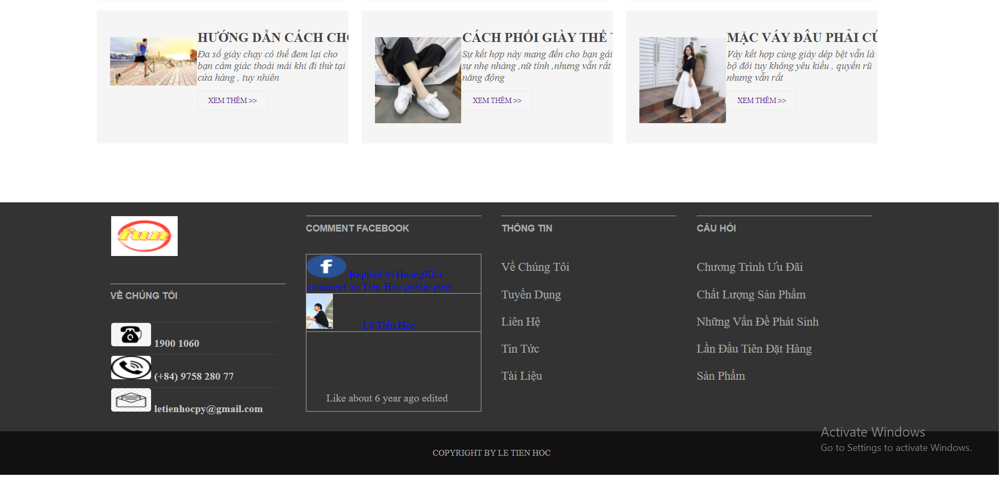 HƯỚNG DẪN CÁCH CHỌ
Đa số giày chạy có thể đem lại cho
bạn cảm giác thoải mái khi đi thử tại
cửa hàng , tuy nhiên
XEM THÊM >>
CÁCH PHỐI GIÀY THỂ T
Sự kết hợp này mang đến cho bạn gái
sự nhẹ nhàng ,nữ tính ,nhưng vẫn rất
năng động
XEM THÊM >>
MẶC VÁY ĐÂU PHẢI CỨ
Váy kết hợp cùng giày dép bệt vẫn là
bộ đôi tuy không yêu kiều , quyến rũ
nhưng vẫn rất
XEM THÊM >>
fun
VỀ CHÚNG TÔI
1900 1060
(+84) 9758 280 77
letienhocpy@gmail.com
COMMENT FACEBOOK
f
Replied to HoangKha
comment on Tien Hoc public post
Lê Tiến Học
Like about 6 year ago edited
THÔNG TIN
Về Chúng Tôi
Tuyển Dụng
Liên Hệ
Tin Tức
Tài Liệu
CÂU HỎI
Chương Trình Ưu Đãi
Chất Lượng Sản Phẩm
Những Vấn Đề Phát Sinh
Lần Đầu Tiên Đặt Hàng
Sản Phẩm
Activate Windows
Go to Settings to activate Windows.
COPYRIGHT BY LE TIEN HOC